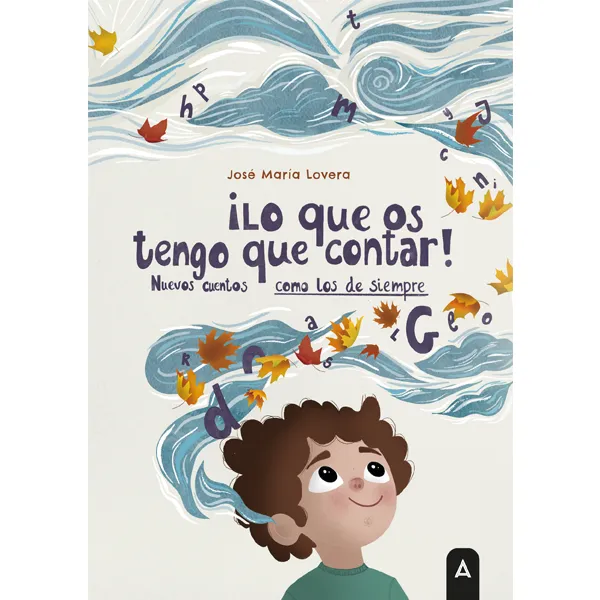 t
h p m y J
c
n i
José María Lovera
¡Lo que os
tengo que contar!
Nuevos cuentos como los de siempre
R d r a s L G e o
d
A